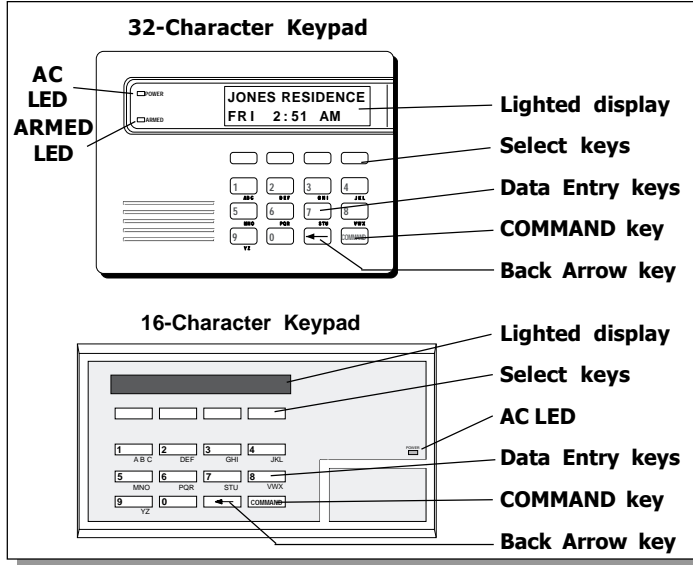 32-Character Keypad
AC
LED
ARMED
LED
POWER
ARMED
JONES RESIDENCE
FRI 2:51 AM
Lighted display
Select keys
Data Entry keys
COMMAND key
Back Arrow key
1 2 3 4
ABC DEF GHI JKL
5 6 7 8
MNO PQR STU VWX
9 0 COMMAND
YZ
16-Character Keypad
Lighted display
Select keys
AC LED
POWER
Data Entry keys
COMMAND key
Back Arrow key
1 2 3 4
A B C DEF GHI JKL
5 6 7 8
MNO PQR STU VWX
9 0 COMMAND
YZ